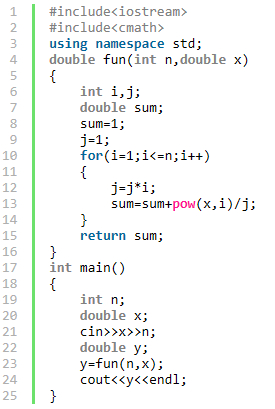 1 #include<iostream>
2 #include<cmath>
3 using namespace std;
4 double fun(int n,double x)
5 {
6     int i,j;
7     double sum;
8     sum=1;
9     j=1;
10     for(i=1;i<=n;i++)
11     {
12         j=j*i;
13         sum=sum+pow(x,i)/j;
14     }
15     return sum;
16 }
17 int main()
18 {
19     int n;
20     double x;
21     cin>>x>>n;
22     double y;
23     y=fun(n,x);
24     cout<<y<<endl;
25 }